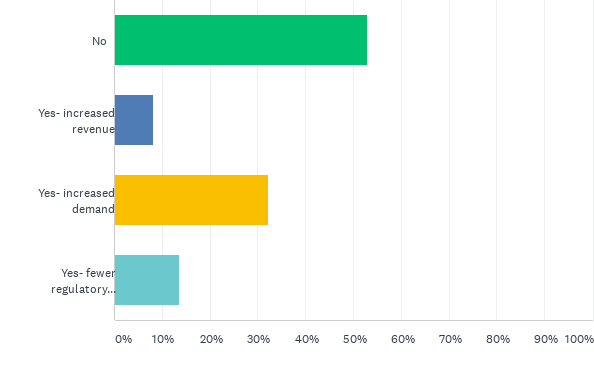 No
Yes- increased
revenue
Yes- increased
demand
Yes- fewer
regulatory...
0% 10% 20% 30% 40% 50% 60% 70% 80% 90% 100%